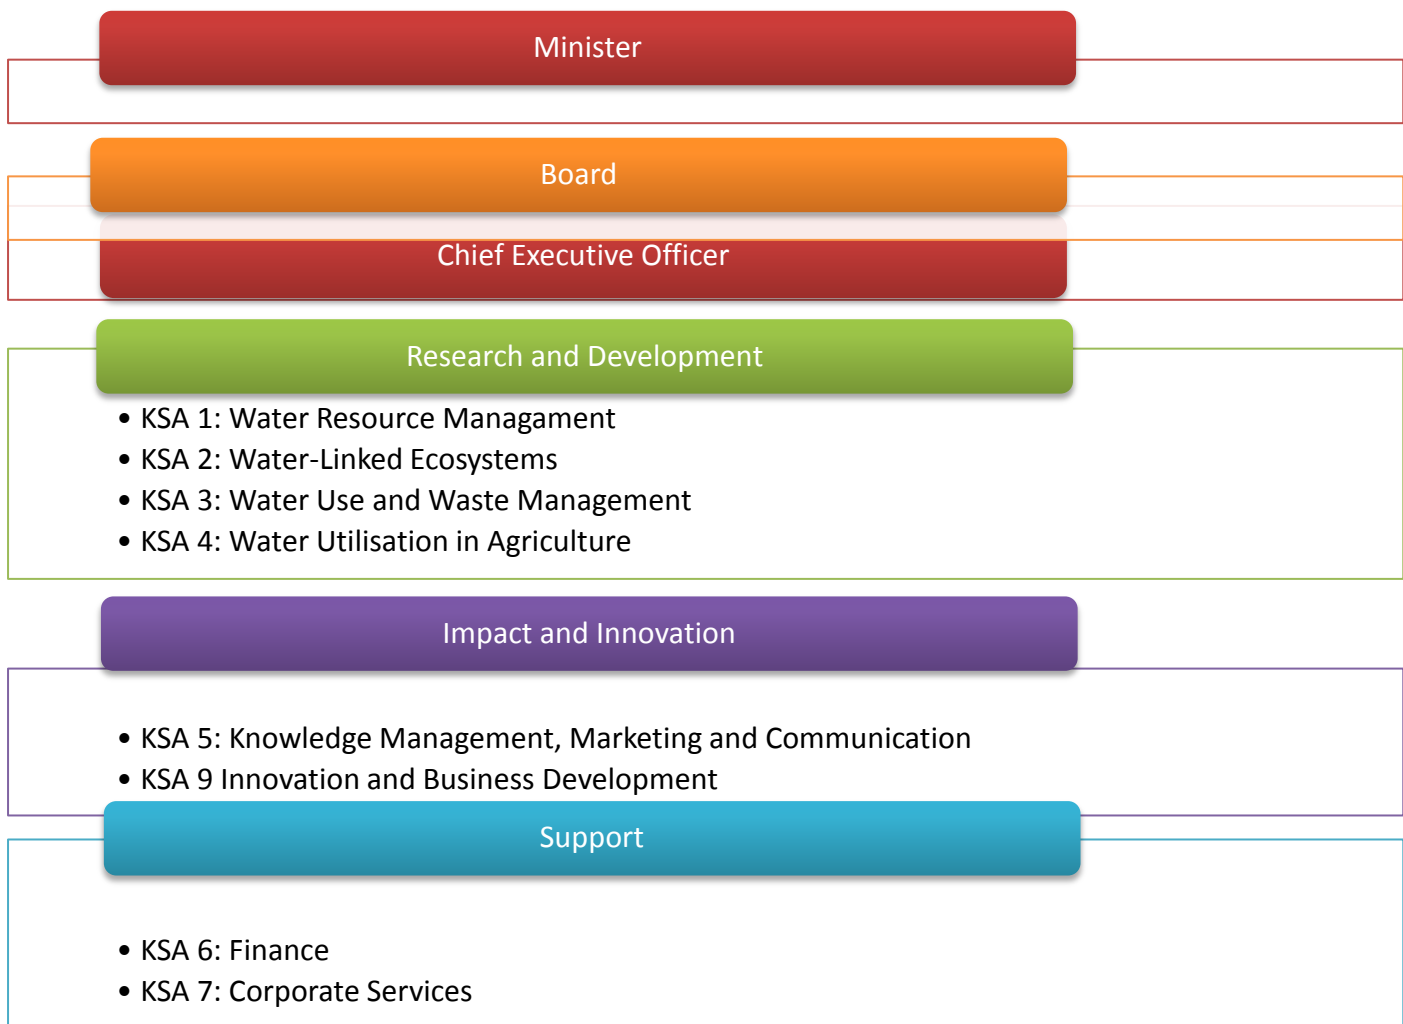 Minister
Board
Chief Executive Officer
Research and Development
• KSA 1: Water Resource Managament
• KSA 2: Water-Linked Ecosystems
• KSA 3: Water Use and Waste Management
• KSA 4: Water Utilisation in Agriculture
Impact and Innovation
• KSA 5: Knowledge Management, Marketing and Communication
• KSA 9 Innovation and Business Development
Support
• KSA 6: Finance
• KSA 7: Corporate Services